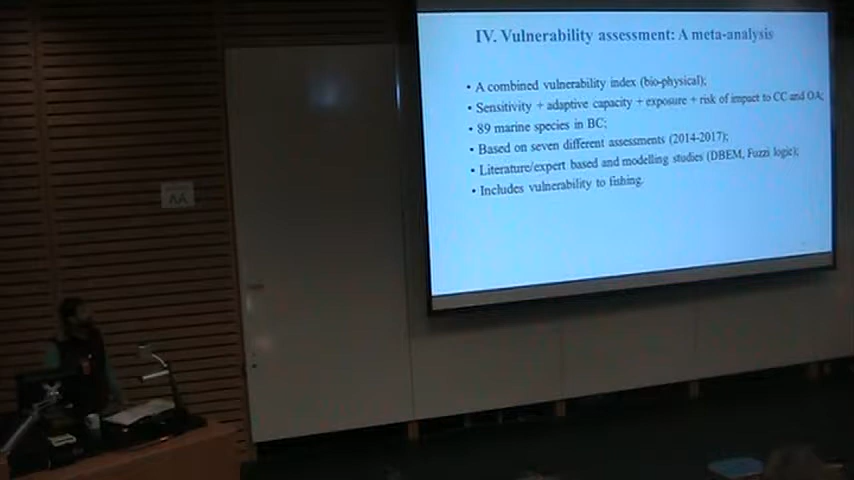 IV. Vulnerability assessment: A meta-analysis
• A combined vulnerability index (bio-physical);
• Sensitivity + adaptive capacity + exposure + risk of impact to CC and OA;
• 89 marine species in BC;
• Based on seven different assessments (2014-2017);
• Literature/expert based and modelling studies (DBEM, Fuzzi logic);
• Includes vulnerability to fishing.